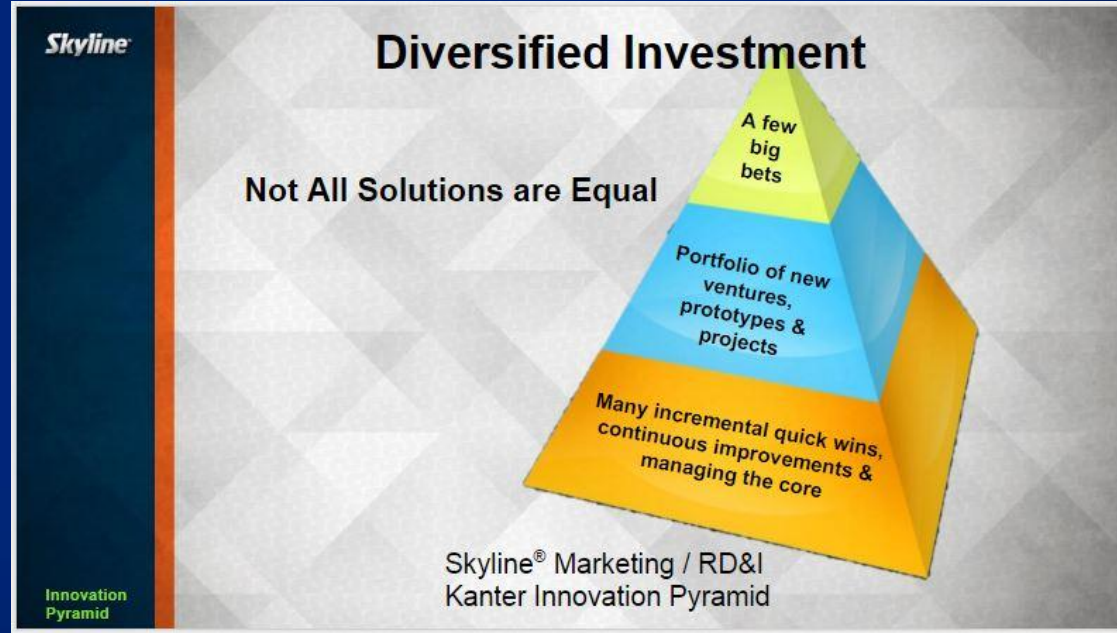 Skyline®
Diversified Investment
Not All Solutions are Equal
A few
big
bets
Portfolio of new
ventures,
prototypes &
projects
Many incremental quick wins,
continuous improvements &
managing the core
Skyline® Marketing / RD&I
Kanter Innovation Pyramid
Innovation
Pyramid